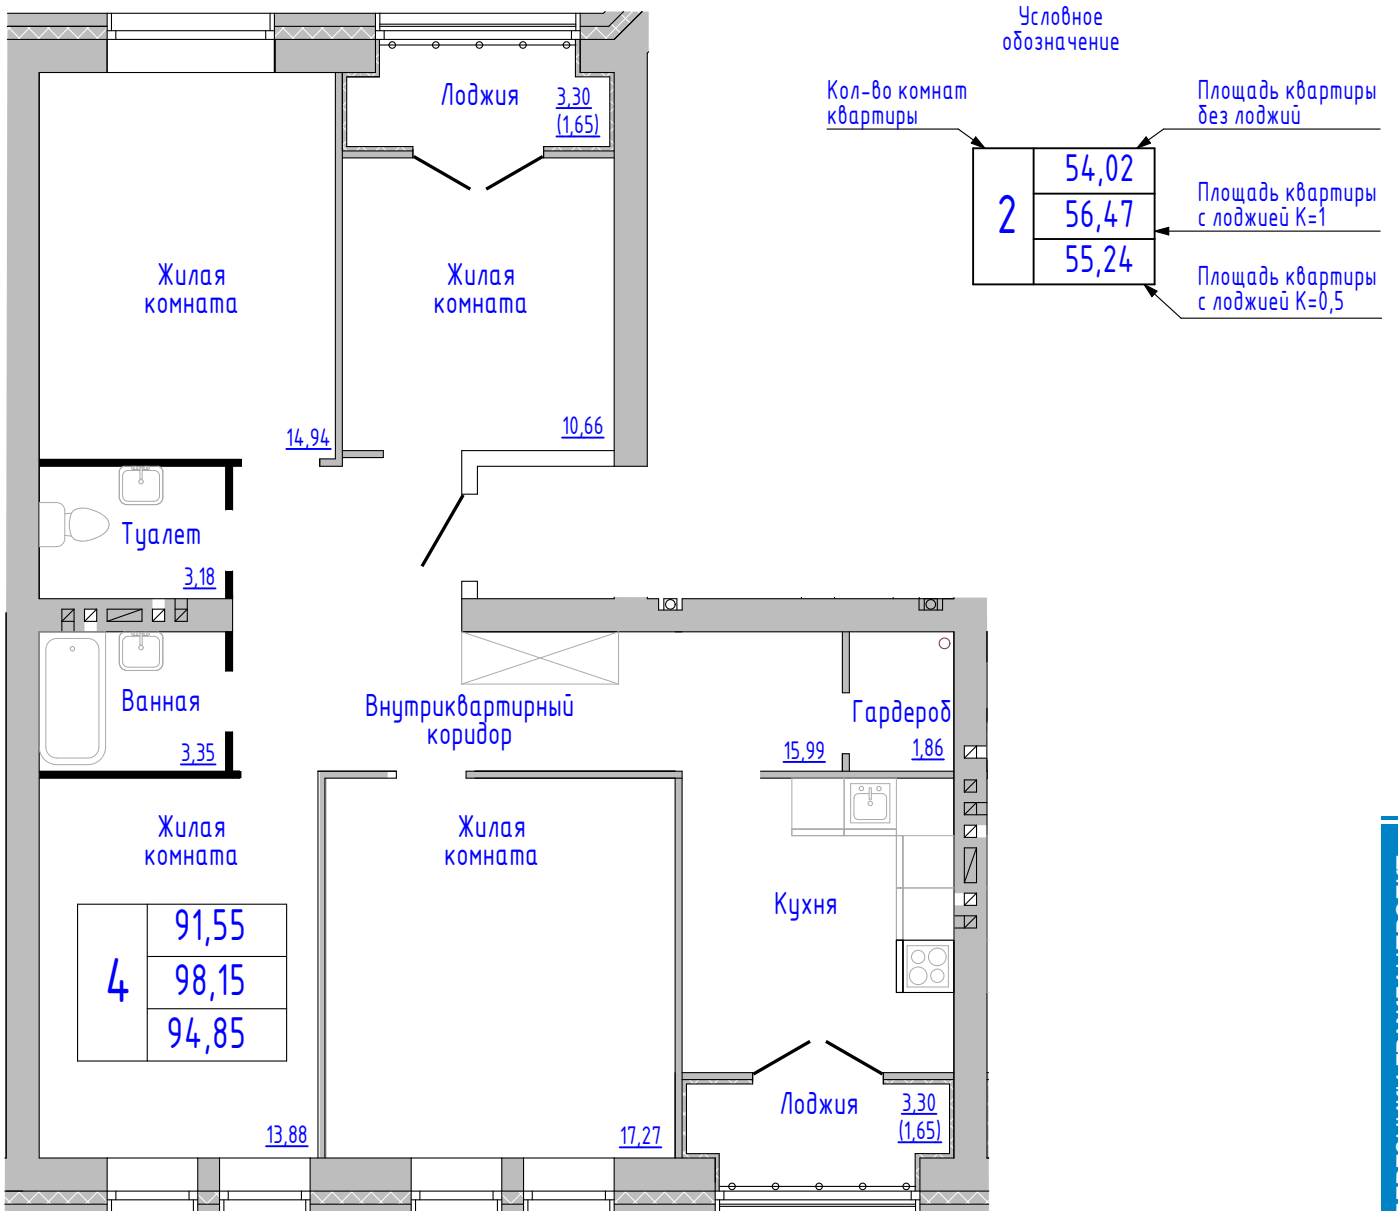 Условное
обозначение
Кол-во комнат
квартиры
Площадь квартиры
без лоджий
2
54,02
56,47
55,24
Площадь квартиры
с лоджией К=1
Площадь квартиры
с лоджией К=0,5
Лоджия
3,30
(1,65)
Жилая
комната
14,94
Жилая
комната
10,66
Туалет
3,18
Ванная
3,35
Внутриквартирный
коридор
15,99
Гардероб
1,86
Жилая
комната
4
91,55
98,15
94,85
13,88
Жилая
комната
17,27
Кухня
Лоджия
3,30
(1,65)